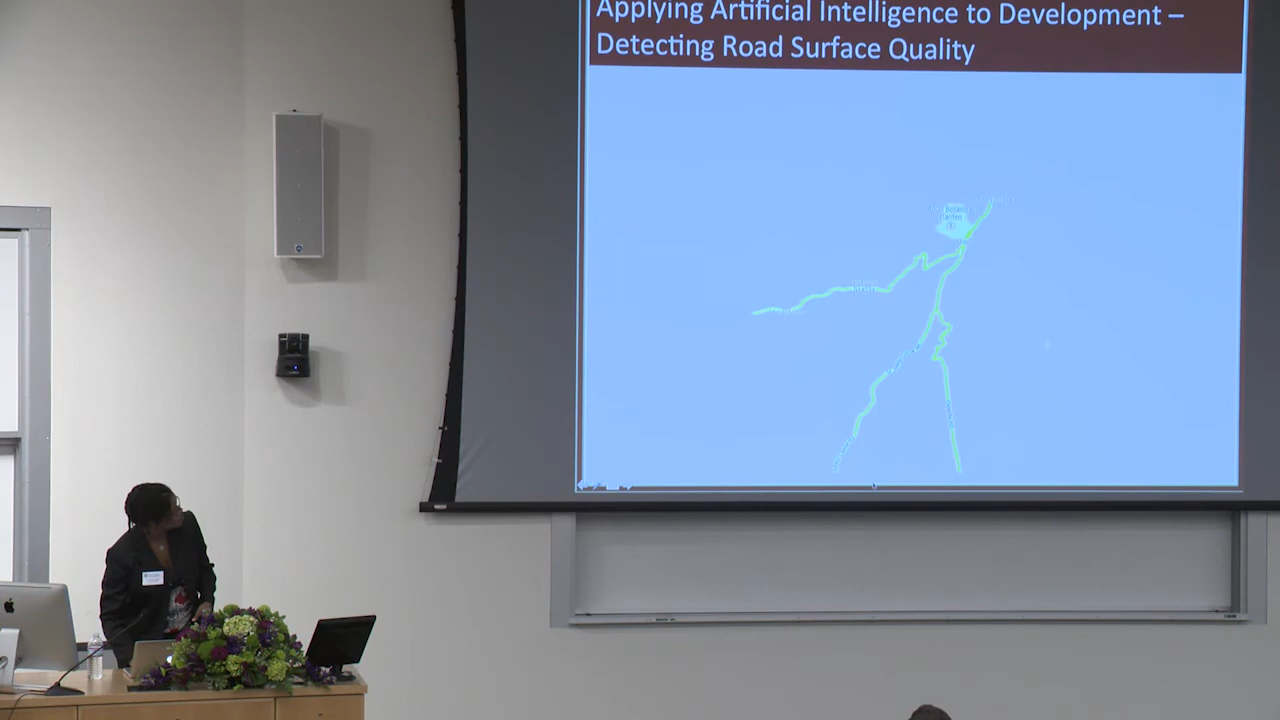 Applying Artificial Intelligence to Development –
Detecting Road Surface Quality